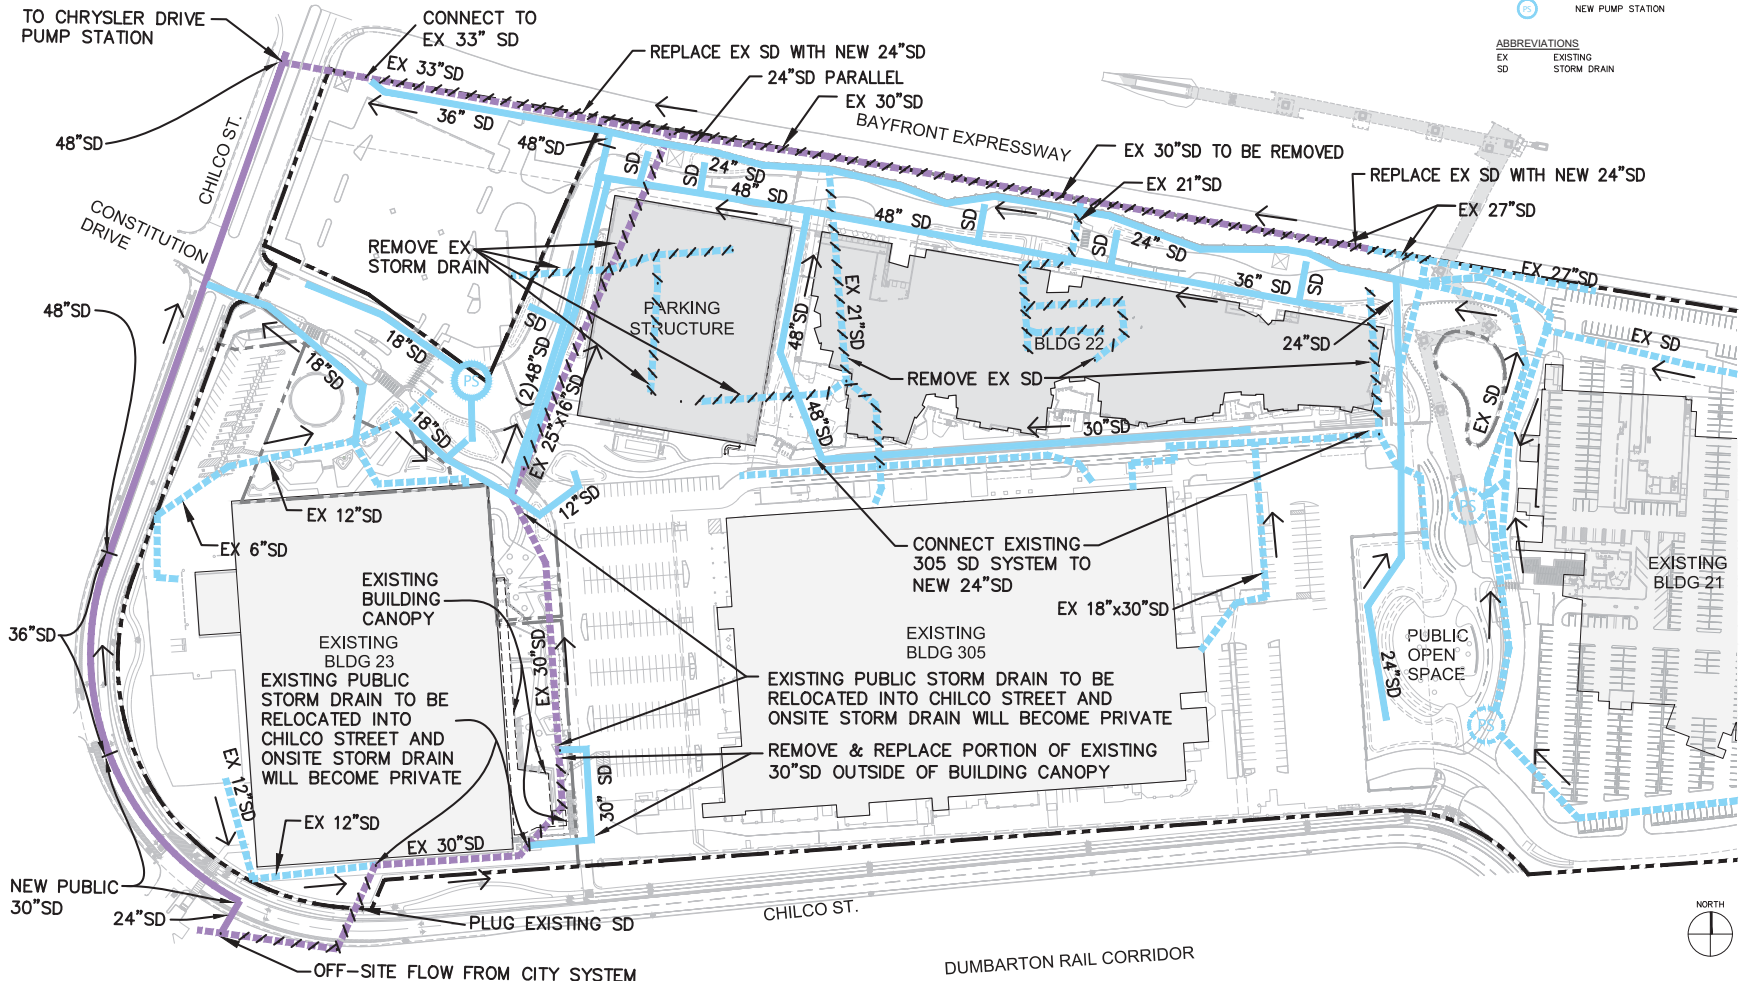 TO CHRYSLER DRIVE
PUMP STATION
CONNECT TO
EX 33" SD
EX 33"SD
REPLACE EX SD WITH NEW 24"SD
24"SD PARALLEL
EX 30"SD
BAYFRONT EXPRESSWAY
PS
NEW PUMP STATION
ABBREVIATIONS
EX EXISTING
SD STORM DRAIN
48"SD
CHILCO ST.
36" SD
48"SD
SD
SD
24" SD
48" SD
EX 30"SD TO BE REMOVED
EX 21"SD
REPLACE EX SD WITH NEW 24"SD
EX 27"SD
CONSTITUTION
DRIVE
REMOVE EX
STORM DRAIN
48" SD
SD
SD
24" SD
36" SD
SD
EX 27"SD
48"SD
18"SD
18"SD
PS
SD
(2)48"SD
EX 25"X16"SD
PARKING
STRUCTURE
48"SD
EX 21"SD
BLDG 22
24"SD
EX SD
EX SD
REMOVE EX SD
18"SD
48"SD
30"SD
12"SD
EX 12"SD
EX 6"SD
PS
CONNECT EXISTING
305 SD SYSTEM TO
NEW 24"SD
EX 18"x30"SD
EXISTING
BLDG 21
EXISTING
BUILDING
CANOPY
36"SD
EXISTING
BLDG 23
EX 30"SD
EXISTING
BLDG 305
PUBLIC
OPEN
SPACE
24"SD
PS
EXISTING PUBLIC
STORM DRAIN TO BE
RELOCATED INTO
CHILCO STREET AND
ONSITE STORM DRAIN
WILL BECOME PRIVATE
EXISTING PUBLIC STORM DRAIN TO BE
RELOCATED INTO CHILCO STREET AND
ONSITE STORM DRAIN WILL BECOME PRIVATE
REMOVE & REPLACE PORTION OF EXISTING
30"SD OUTSIDE OF BUILDING CANOPY
30" SD
EX 12"SD
EX 12"SD
EX 30"SD
NEW PUBLIC
30"SD
24"SD
PLUG EXISTING SD
CHILCO ST.
OFF-SITE FLOW FROM CITY SYSTEM
DUMBARTON RAIL CORRIDOR
NORTH